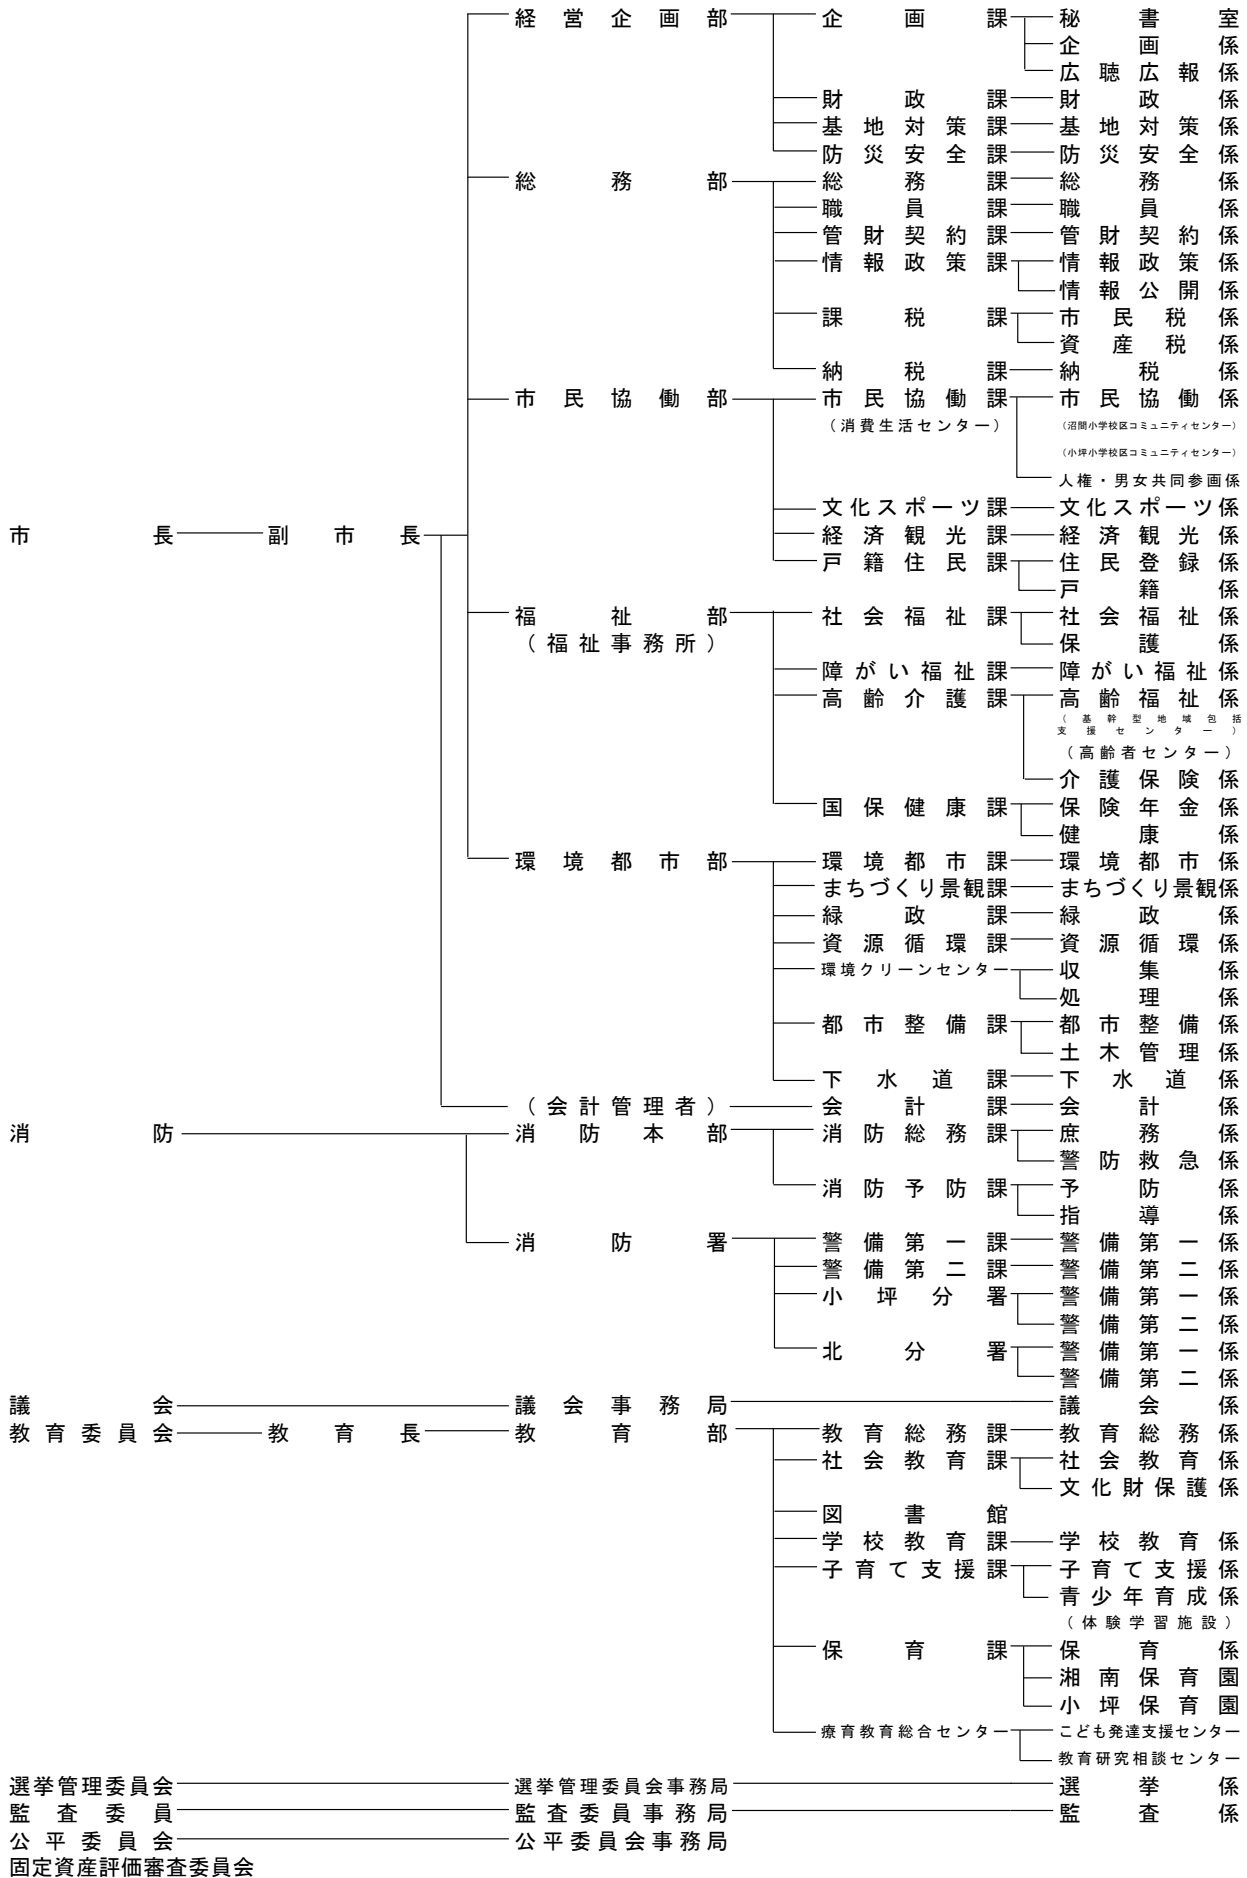 経営企画部 企画課 秘書室
企画係
広聴広報係
財政課 財政係
基地対策課 基地対策係
防災安全課 防災安全係
総務部 総務課 総務係
職員課 職員係
管財契約課 管財契約係
情報政策課 情報政策係
情報公開係
課税課 市民税係
資産税係
納税課 納税係
市民協働部 市民協働課 市民協働係
（消費生活センター） （沼間小学校区コミュニティセンター）
（小坪小学校区コミュニティセンター）
人権・男女共同参画係
文化スポーツ課 文化スポーツ係
市長 副市長 経済観光課 経済観光係
戸籍住民課 住民登録係
戸籍係
福祉部 社会福祉課 社会福祉係
（福祉事務所） 保護係
障がい福祉課 障がい福祉係
高齢介護課 高齢福祉係
（基幹型地域包括
支援センター）
（高齢者センター）
介護保険係
国保健康課 保険年金係
健康係
環境都市部 環境都市課 環境都市係
まちづくり景観課 まちづくり景観係
緑政課 緑政係
資源循環課 資源循環係
環境クリーンセンター 収集係
処理係
都市整備課 都市整備係
土木管理係
下水道課 下水道係
（会計管理者） 会計課 会計係
消防 消防本部 消防総務課 庶務係
警防救急係
消防予防課 予防係
指導係
消防署 警備第一課 警備第一係
警備第二課 警備第二係
小坪分署 警備第一係
警備第二係
北分署 警備第一係
警備第二係
議会 議会事務局 議会係
教育委員会 教育長 教育部 教育総務課 教育総務係
社会教育課 社会教育係
文化財保護係
図書館
学校教育課 学校教育係
子育て支援課 子育て支援係
青少年育成係
（体験学習施設）
保育課 保育係
湘南保育園
小坪保育園
療育教育総合センター こども発達支援センター
教育研究相談センター
選挙管理委員会 選挙管理委員会事務局 選挙係
監査委員 監査委員事務局 監査係
公平委員会 公平委員会事務局
固定資産評価審査委員会